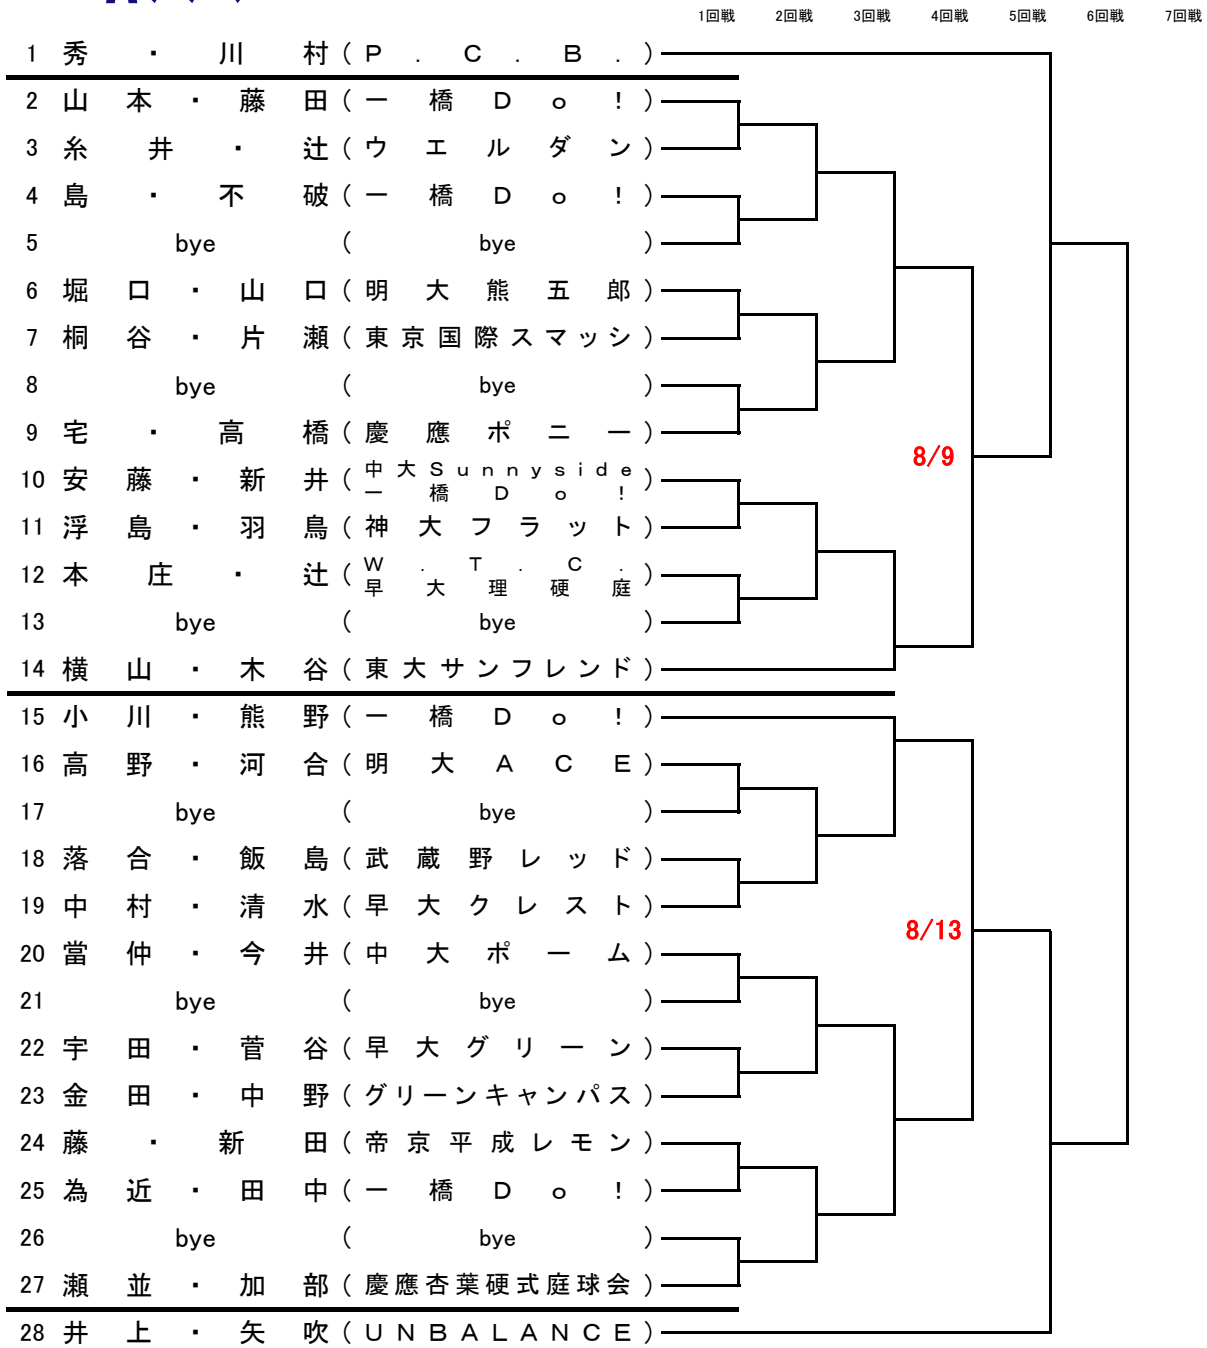 1回戦 2回戦 3回戦 4回戦 5回戦 6回戦 7回戦
1 秀・川村(P.C.B.)
2 山本・藤田(一橋Do!)
3 糸井・辻(ウエルダン)
4 島・不破(一橋Do!)
5 bye (bye)
6 堀口・山口(明大熊五郎)
7 桐谷・片瀬(東京国際スマッシ)
8 bye (bye)
9 宅・高橋(慶應ポニー)
8/9
10 安藤・新井(中大Sunnyside
一橋Do!)
11 浮島・羽鳥(神大フラット)
12 本庄・辻(W.T.C.
早大理硬庭)
13 bye (bye)
14 横山・木谷(東大サンフレンド)
15 小川・熊野(一橋Do!)
16 高野・河合(明大ACE)
17 bye (bye)
18 落合・飯島(武蔵野レッド)
19 中村・清水(早大クレスト)
8/13
20 當仲・今井(中大ポーム)
21 bye (bye)
22 宇田・菅谷(早大グリーン)
23 金田・中野(グリーンキャンパス)
24 藤・新田(帝京平成レモン)
25 為近・田中(一橋Do!)
26 bye (bye)
27 瀬並・加部(慶應杏葉硬式庭球会)
28 井上・矢吹(UNBALANCE)